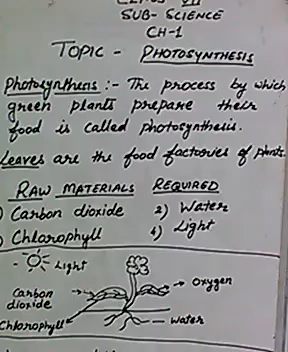 SUB- SCIENCE
CH-1
TOPIC - PHOTOSYNTHESIS
Photosynthesis :- The process by which
green plants prepare their
food is called photosynthesis.
Leaves are the food factories of plants.
RAW MATERIALS REQUIRED
Carbon dioxide 2) Water
Chlorophyll 4) Light
- Light
Carbon dioxide
Oxygen
Chlorophyll
Water